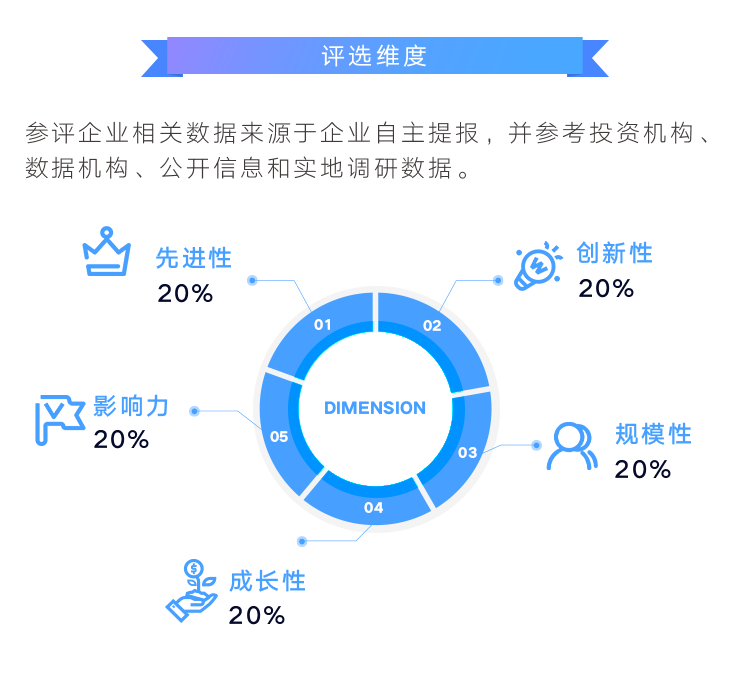 评选维度
参评企业相关数据来源于企业自主提报，并参考投资机构、
数据机构、公开信息和实地调研数据。
先进性
20%
创新性
20%
01
02
影响力
20%
DIMENSION
规模性
20%
05
03
04
成长性
20%